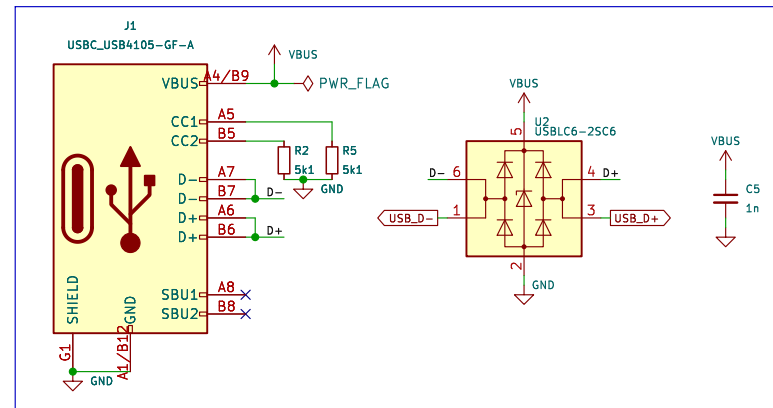 J1
USBC_USB4105-GF-A
VBUS
VBUS A4/B9
PWR_FLAG
CC1 A5
CC2 B5
R2
5k1
R5
5k1
GND
D- A7
D- B7
D-
D+ A6
D+ B6
D+
SBU1 A8
SBU2 B8
SHIELD
GND
G1
A1/B12
GND
VBUS
U2
USBLC6-2SC6
5
D- 6
4 D+
USB_D- 1
3 USB_D+
2
GND
VBUS
C5
1n